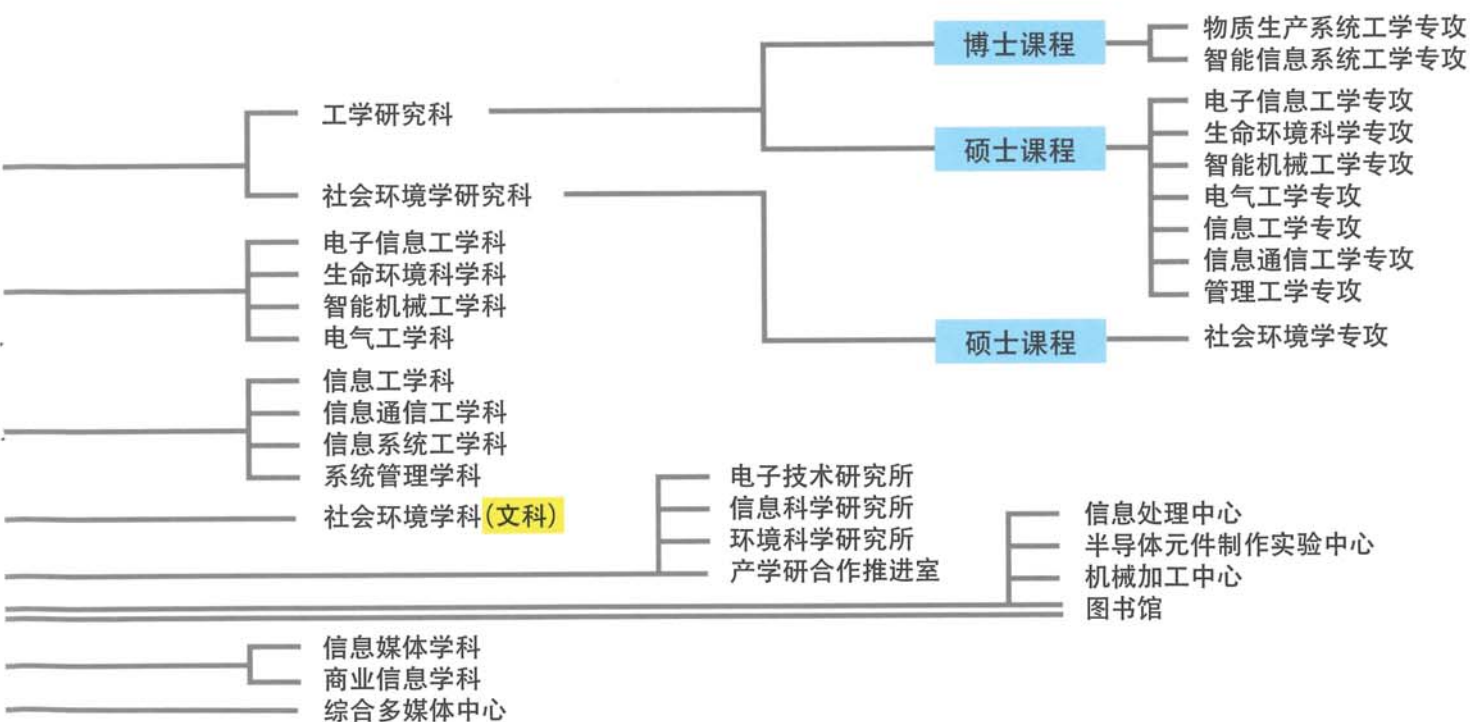 博士课程
物质生产系统工学专攻
智能信息系统工学专攻
工学研究科
硕士课程
电子信息工学专攻
生命环境科学专攻
智能机械工学专攻
电气工学专攻
信息工学专攻
信息通信工学专攻
管理工学专攻
社会环境学研究科
硕士课程
社会环境学专攻
电子信息工学科
生命环境科学科
智能机械工学科
电气工学科
信息工学科
信息通信工学科
信息系统工学科
系统管理学科
社会环境学科(文科)
电子技术研究所
信息科学研究所
环境科学研究所
产学研合作推进室
信息处理中心
半导体元件制作实验中心
机械加工中心
图书馆
信息媒体学科
商业信息学科
综合多媒体中心